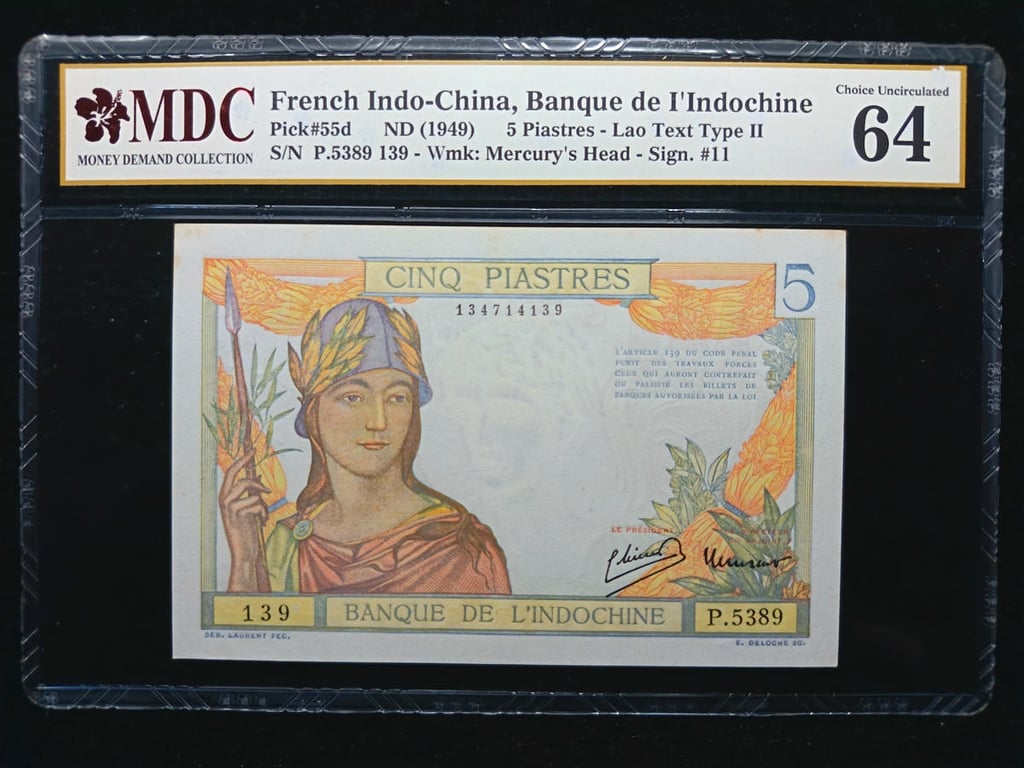 MDC
MONEY DEMAND COLLECTION
French Indo-China, Banque de I'Indochine
Pick#55d ND (1949) 5 Piastres - Lao Text Type II
S/N P.5389 139 - Wmk: Mercury's Head - Sign. #11
Choice Uncirculated
64
CINQ PIASTRES
5
134714139
L'ARTICLE 139 DU CODE PENAL
PUNIT DES TRAVAUX FORCES
CEUX QUI AURONT CONTREFAIT
OU FALSIFIÉ LES BILLETS DE
BANQUES AUTORISÉES PAR LA LOI
LE PRÉSIDENT
139
BANQUE DE L'INDOCHINE
P.5389
SEB. LAURENT FEC.
E. DELOCHE SC.